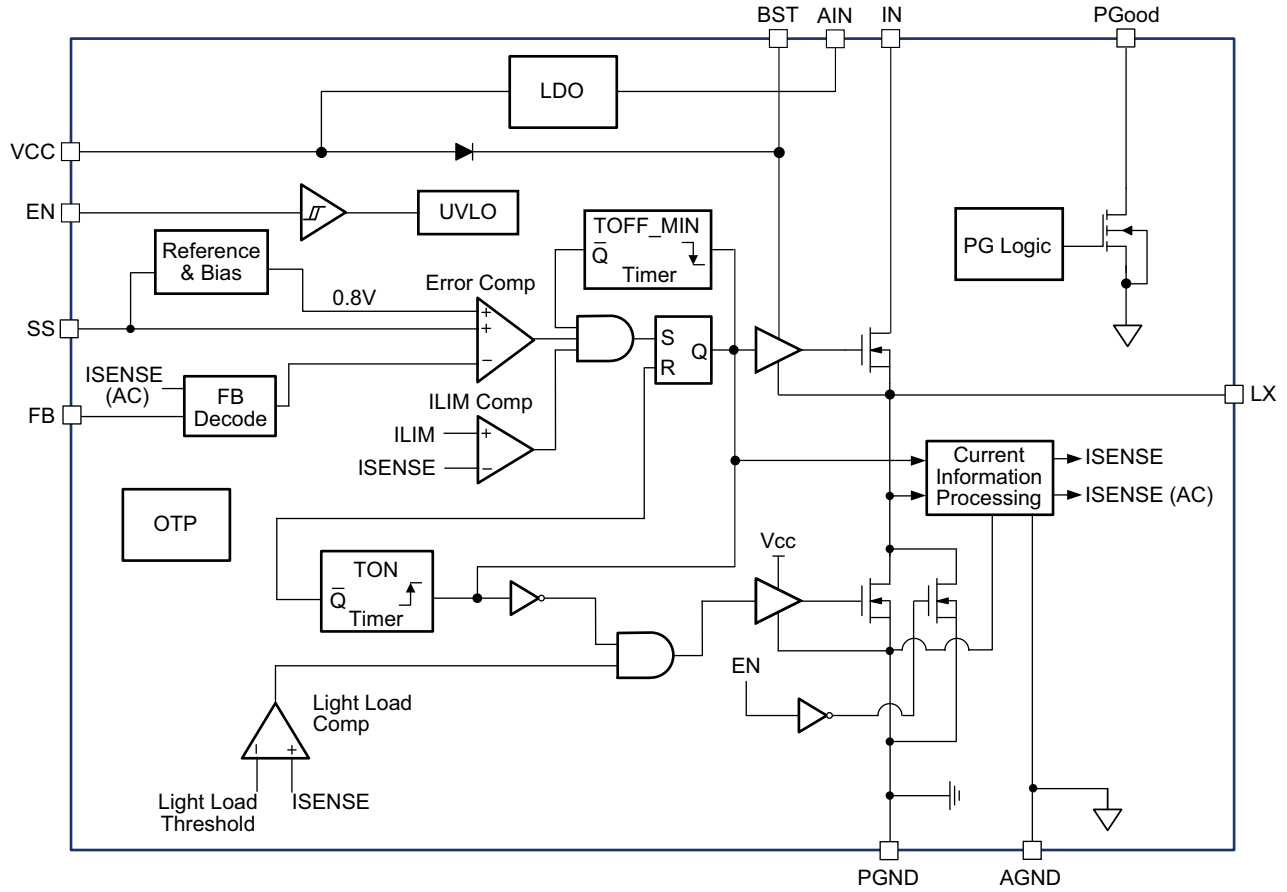 BST
AIN
IN
PGood
LDO
VCC
EN
UVLO
TOFF_MIN
Q̅
Timer
Reference
& Bias
PG Logic
Error Comp
0.8V
+
+
−
SS
S
Q
R
ISENSE
(AC)
FB
Decode
FB
LX
ILIM Comp
ILIM
+
ISENSE
−
Current
Information
Processing
ISENSE
ISENSE (AC)
OTP
Vcc
TON
Q̅
Timer
EN
Light Load
Comp
−
+
Light Load
Threshold
ISENSE
PGND
AGND